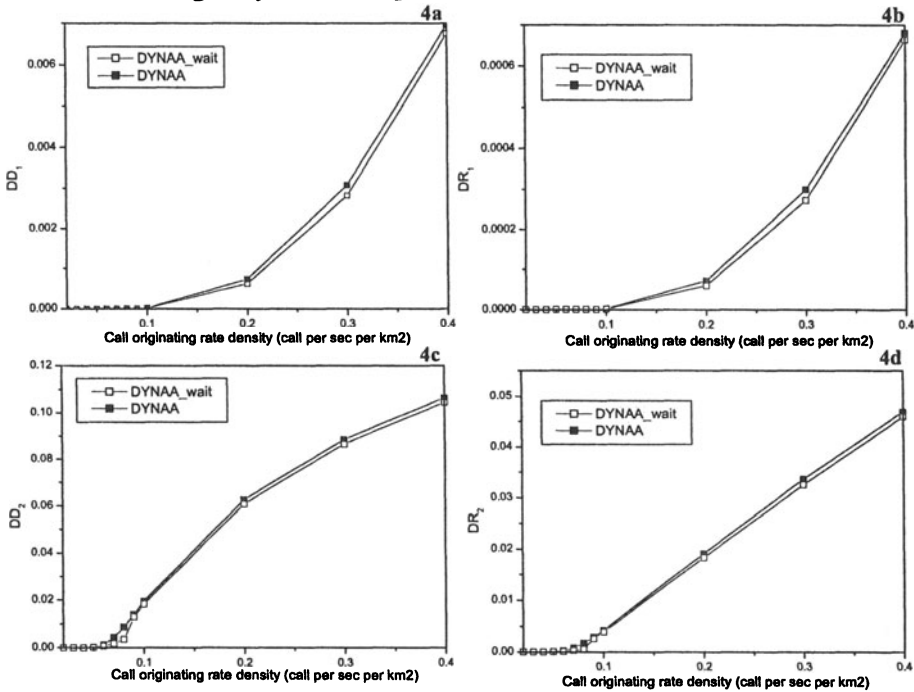 4a
DYNAA_wait
DYNAA
0.006
0.004
0.002
0.000
DD1
0.1
0.2
0.3
0.4
Call originating rate density (call per sec per km2)
4b
DYNAA_wait
DYNAA
0.0006
0.0004
0.0002
0.0000
DR1
0.1
0.2
0.3
0.4
Call originating rate density (call per sec per km2)
4c
DYNAA_wait
DYNAA
0.12
0.10
0.08
0.06
0.04
0.02
0.00
DD2
0.1
0.2
0.3
0.4
Call originating rate density (call per sec per km2)
4d
DYNAA_wait
DYNAA
0.05
0.04
0.03
0.02
0.01
0.00
DR2
0.1
0.2
0.3
0.4
Call originating rate density (call per sec per km2)